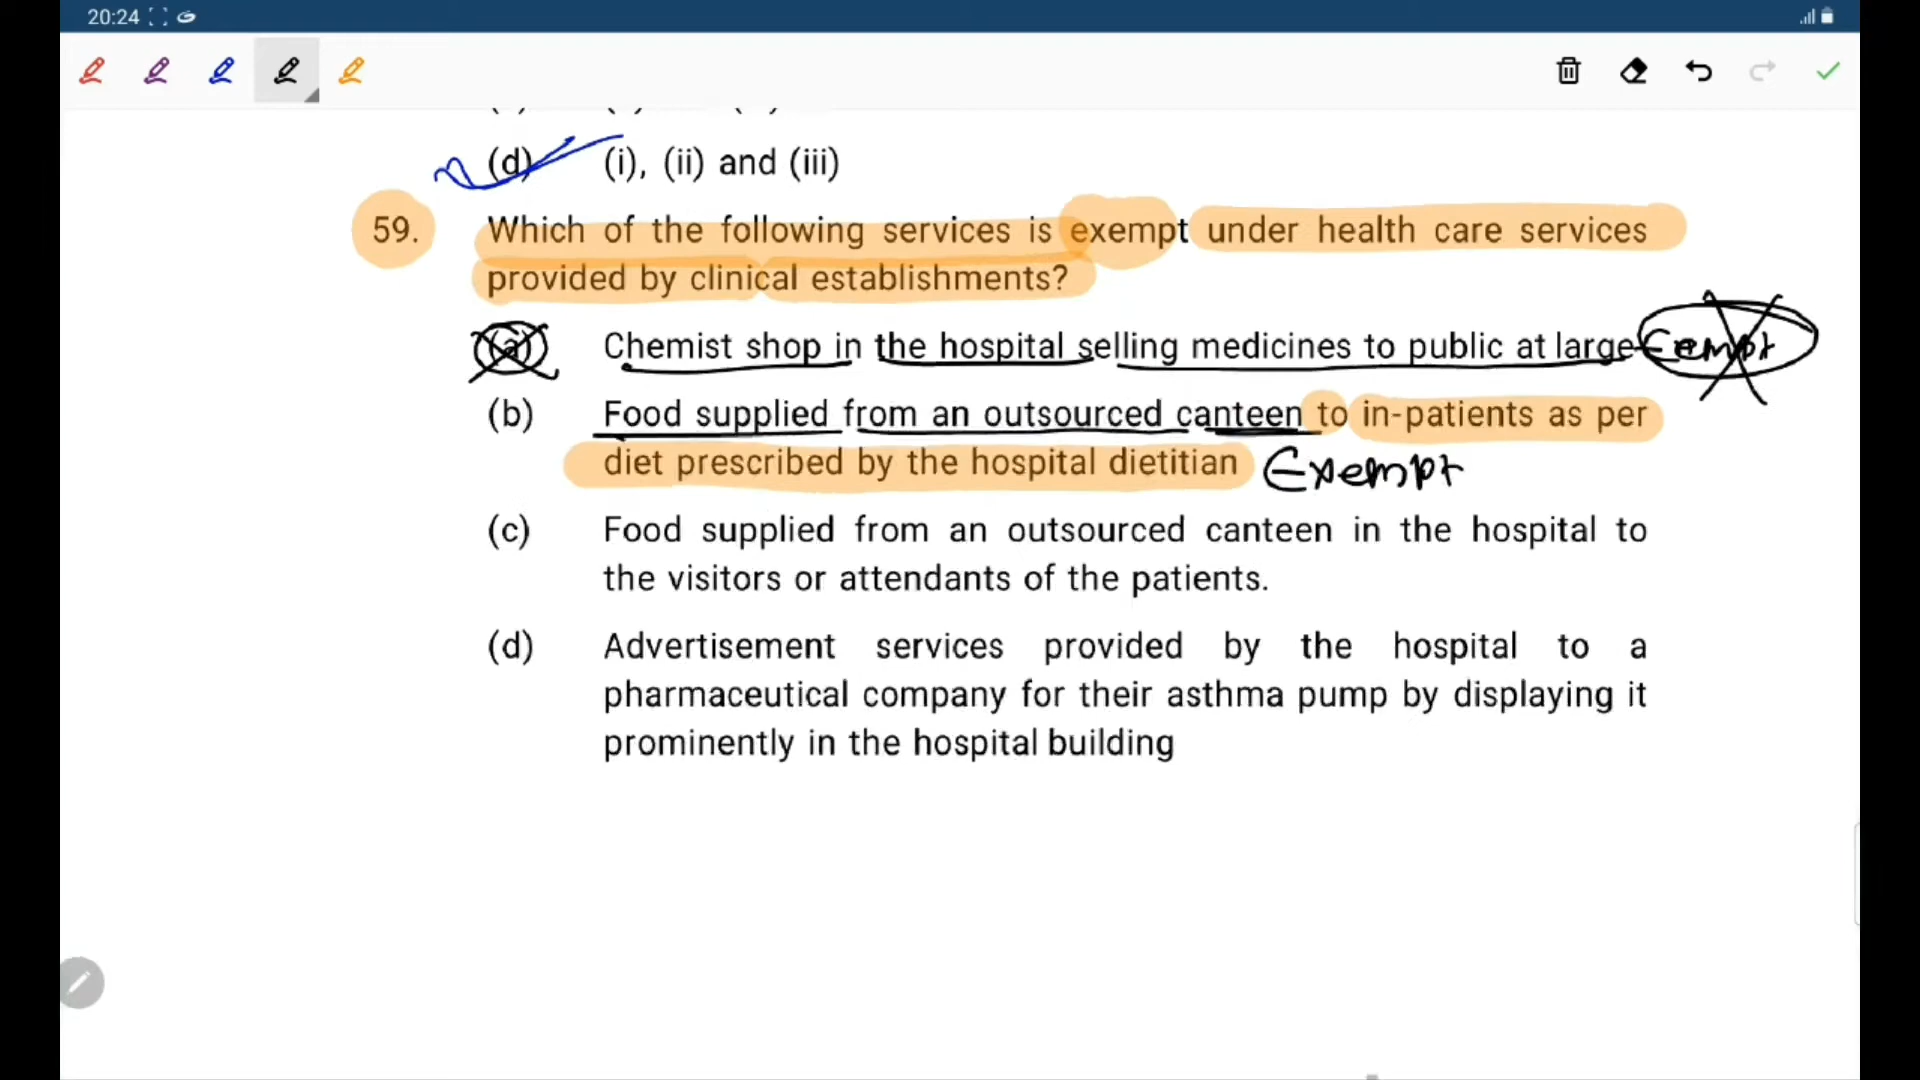 20:24
(d) (i), (ii) and (iii)
59. Which of the following services is exempt under health care services
provided by clinical establishments?
(a) Chemist shop in the hospital selling medicines to public at large Exempt
(b) Food supplied from an outsourced canteen to in-patients as per
diet prescribed by the hospital dietitian Exempt
(c) Food supplied from an outsourced canteen in the hospital to
the visitors or attendants of the patients.
(d) Advertisement services provided by the hospital to a
pharmaceutical company for their asthma pump by displaying it
prominently in the hospital building